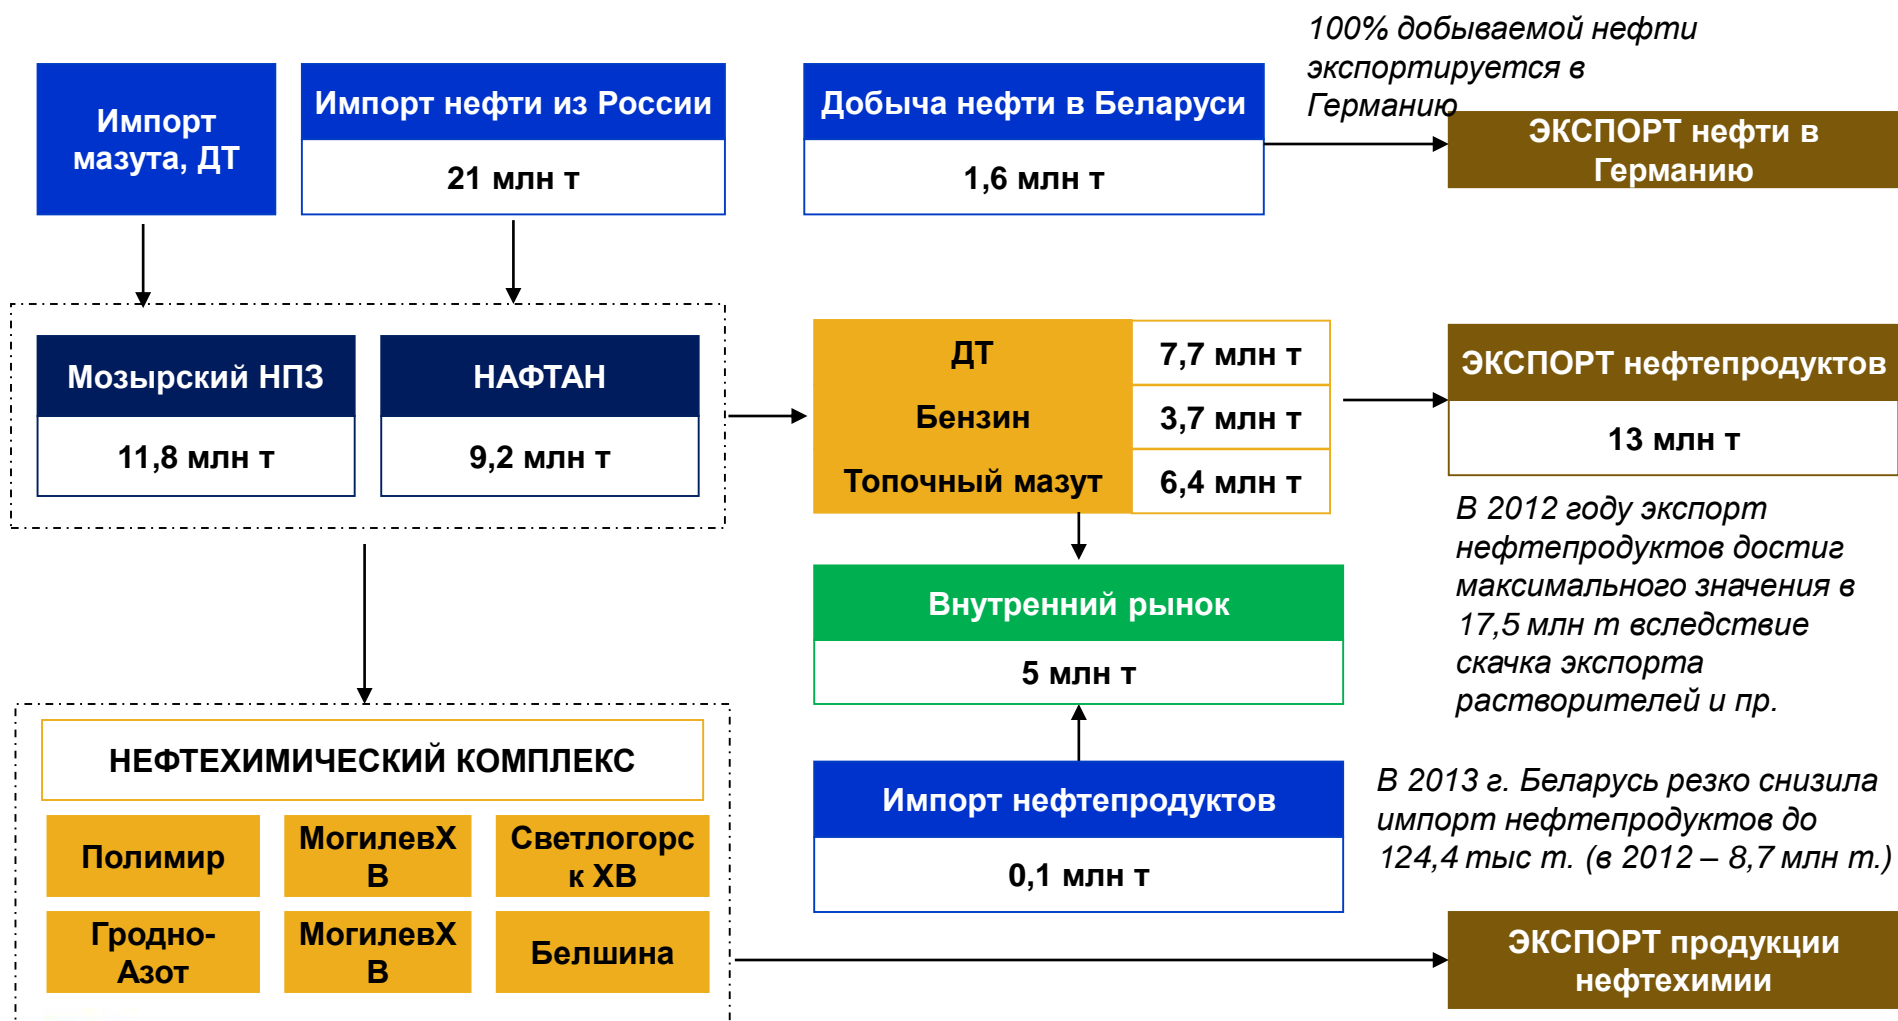 100% добываемой нефти
экспортируется в
Германию
Импорт
мазута, ДТ
Импорт нефти из России
21 млн т
Добыча нефти в Беларуси
1,6 млн т
ЭКСПОРТ нефти в
Германию
Мозырский НПЗ
11,8 млн т
НАФТАН
9,2 млн т
ДТ
7,7 млн т
Бензин
3,7 млн т
Топочный мазут
6,4 млн т
ЭКСПОРТ нефтепродуктов
13 млн т
В 2012 году экспорт
нефтепродуктов достиг
максимального значения в
17,5 млн т вследствие
скачка экспорта
растворителей и пр.
Внутренний рынок
5 млн т
НЕФТЕХИМИЧЕСКИЙ КОМПЛЕКС
Полимир
МогилевХ
В
Светлогорс
к ХВ
Гродно-
Азот
МогилевХ
В
Белшина
Импорт нефтепродуктов
0,1 млн т
В 2013 г. Беларусь резко снизила
импорт нефтепродуктов до
124,4 тыс т. (в 2012 – 8,7 млн т.)
ЭКСПОРТ продукции
нефтехимии